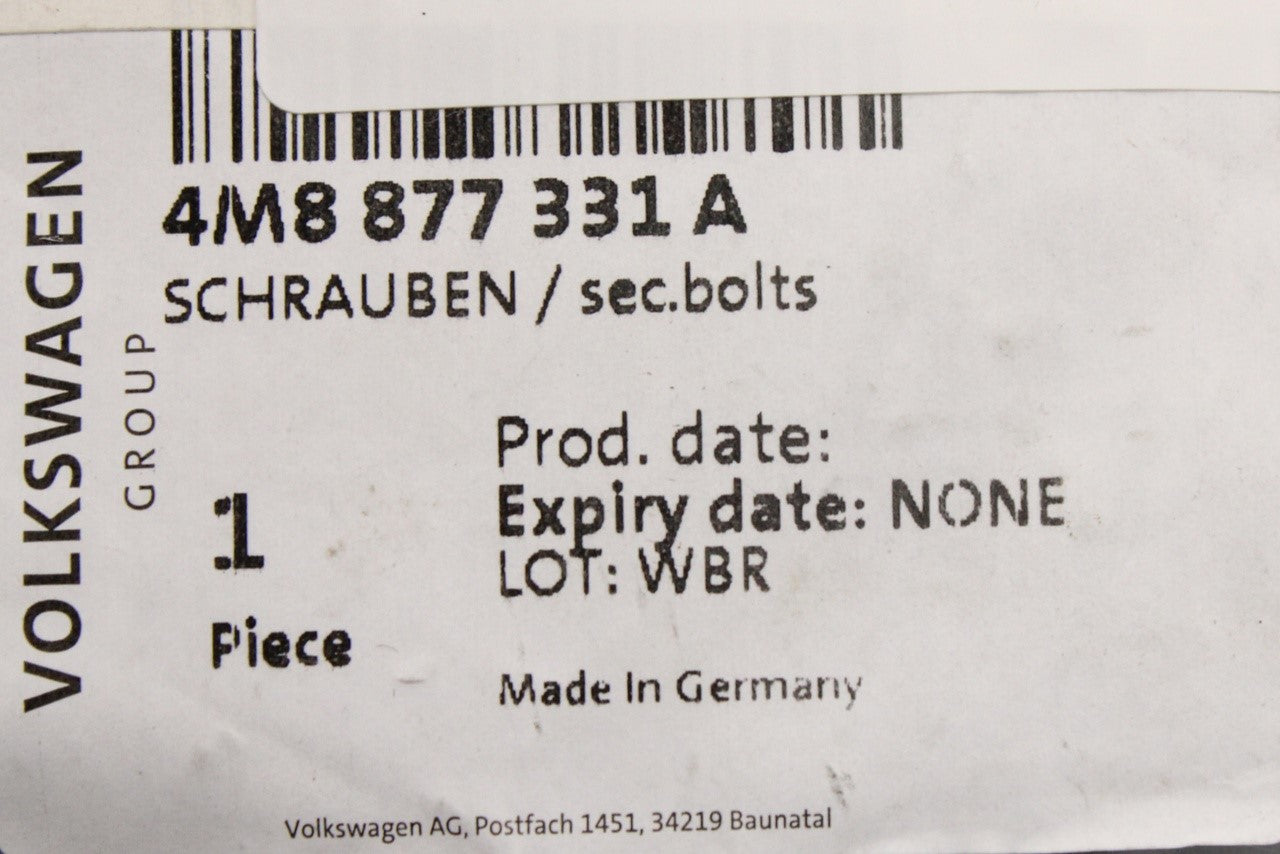 VOLKSWAGEN
GROUP
4M8 877 331 A
SCHRAUBEN / sec.bolts
Prod. date:
Expiry date: NONE
LOT: WBR
1
Piece
Made In Germany
Volkswagen AG, Postfach 1451, 34219 Baunatal